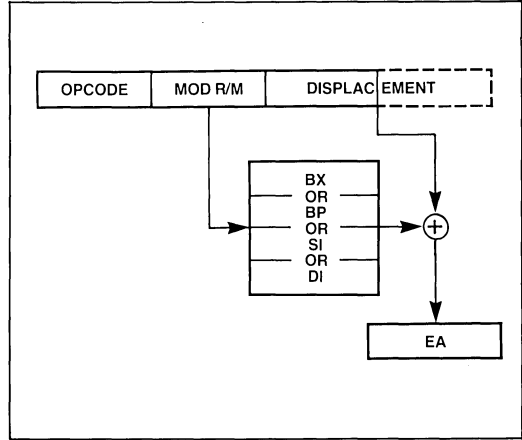 OPCODE MOD R/M DISPLACEMENT
BX
OR
BP
OR
SI
OR
DI
+
EA